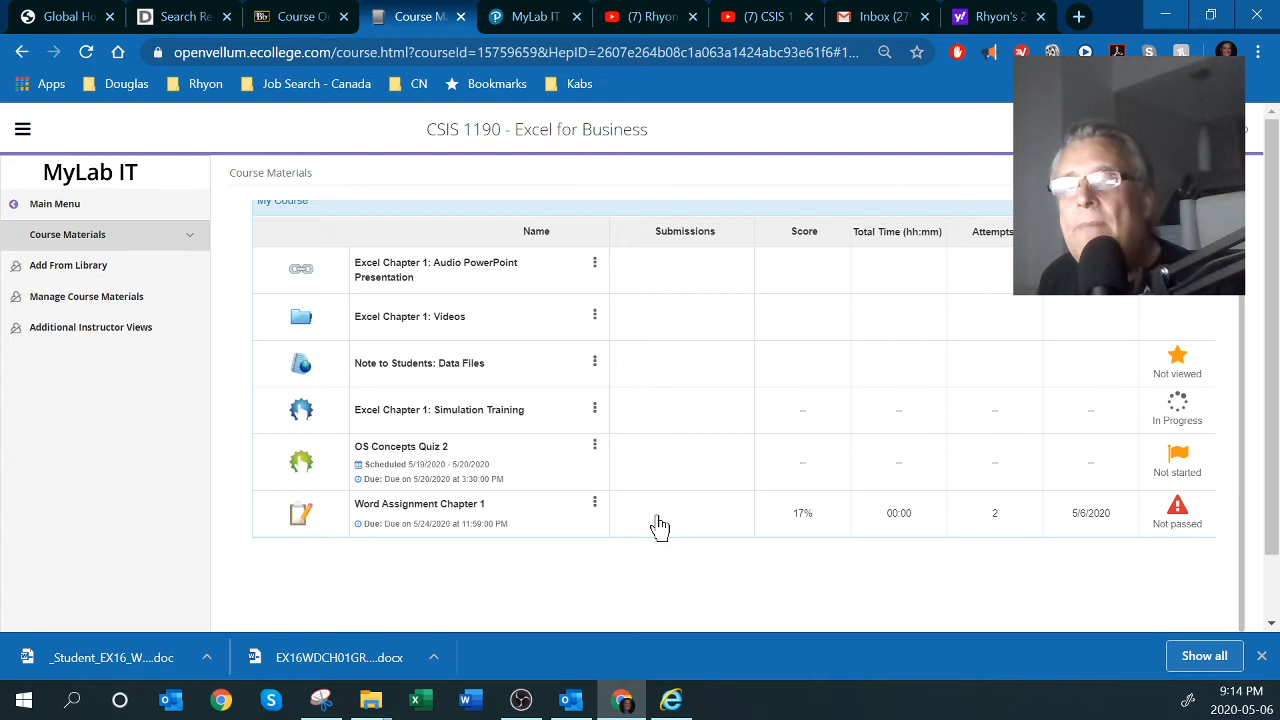 Global Ho
Search Re
Course O
Course M
MyLab IT
(7) Rhyon
(7) CSIS 1
Inbox (27
Rhyon's 2
openvellum.ecollege.com/course.html?courseId=15759659&HepID=2607e264b08c1a063a1424abc93e61f6#1...
Apps
Douglas
Rhyon
Job Search - Canada
CN
Bookmarks
Kabs
CSIS 1190 - Excel for Business
MyLab IT
Main Menu
Course Materials
Add From Library
Manage Course Materials
Additional Instructor Views
Course Materials
My Course
Name Submissions Score Total Time (hh:mm) Attempts
Excel Chapter 1: Audio PowerPoint
Presentation
Excel Chapter 1: Videos
Note to Students: Data Files
Not viewed
Excel Chapter 1: Simulation Training -- -- -- --
In Progress
OS Concepts Quiz 2
Scheduled 5/19/2020 - 5/20/2020 -- -- -- --
Due: Due on 5/20/2020 at 3:30:00 PM
Not started
Word Assignment Chapter 1
Due: Due on 5/24/2020 at 11:59:00 PM
17% 00:00 2 5/6/2020
Not passed
_Student_EX16_W....doc
EX16WDCH01GR....docx
Show all
9:14 PM
2020-05-06